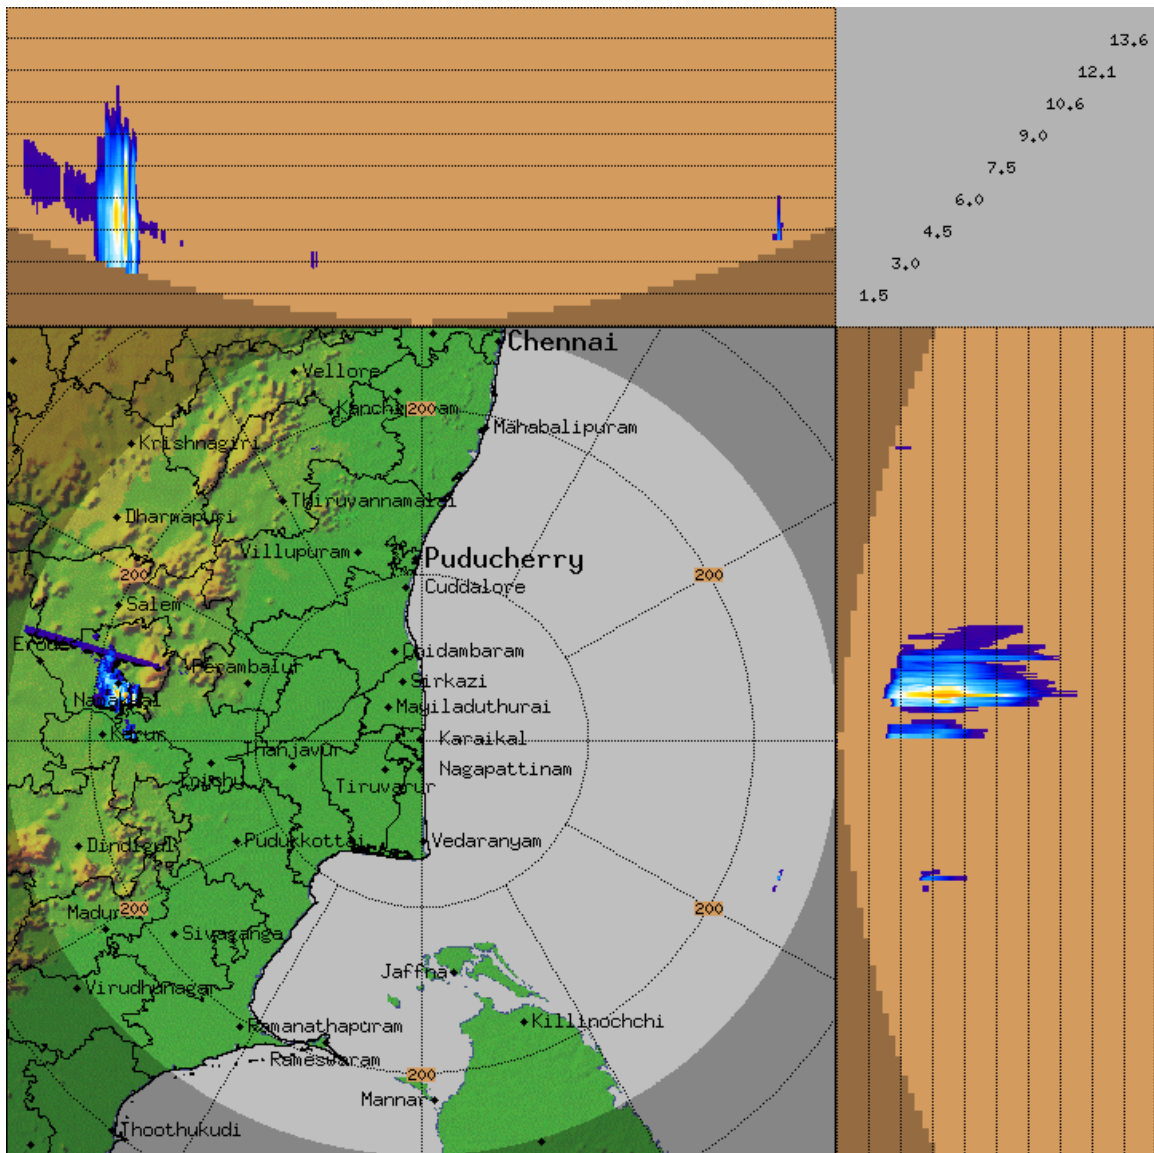 13.6
12.1
10.6
9.0
7.5
6.0
4.5
3.0
1.5
Chennai
Vellore
200
Mahabalipuram
Krishnagiri
Thiruvannamalai
Dharmapuri
Villupuram
Puducherry
200
200
Cuddalore
Salem
Erode
Chidambaram
Perambalur
Sirkazi
Namakkal
Mayiladuthurai
Karur
Karaikal
Thanjavur
Nagapattinam
Tiruvarur
Pudukkottai
Vedaranyam
Dindigul
200
200
Sivaganga
Jaffna
Virudhunagar
Killinochchi
Ramanathapuram
Rameswaram
200
Mannar
Thoothukudi